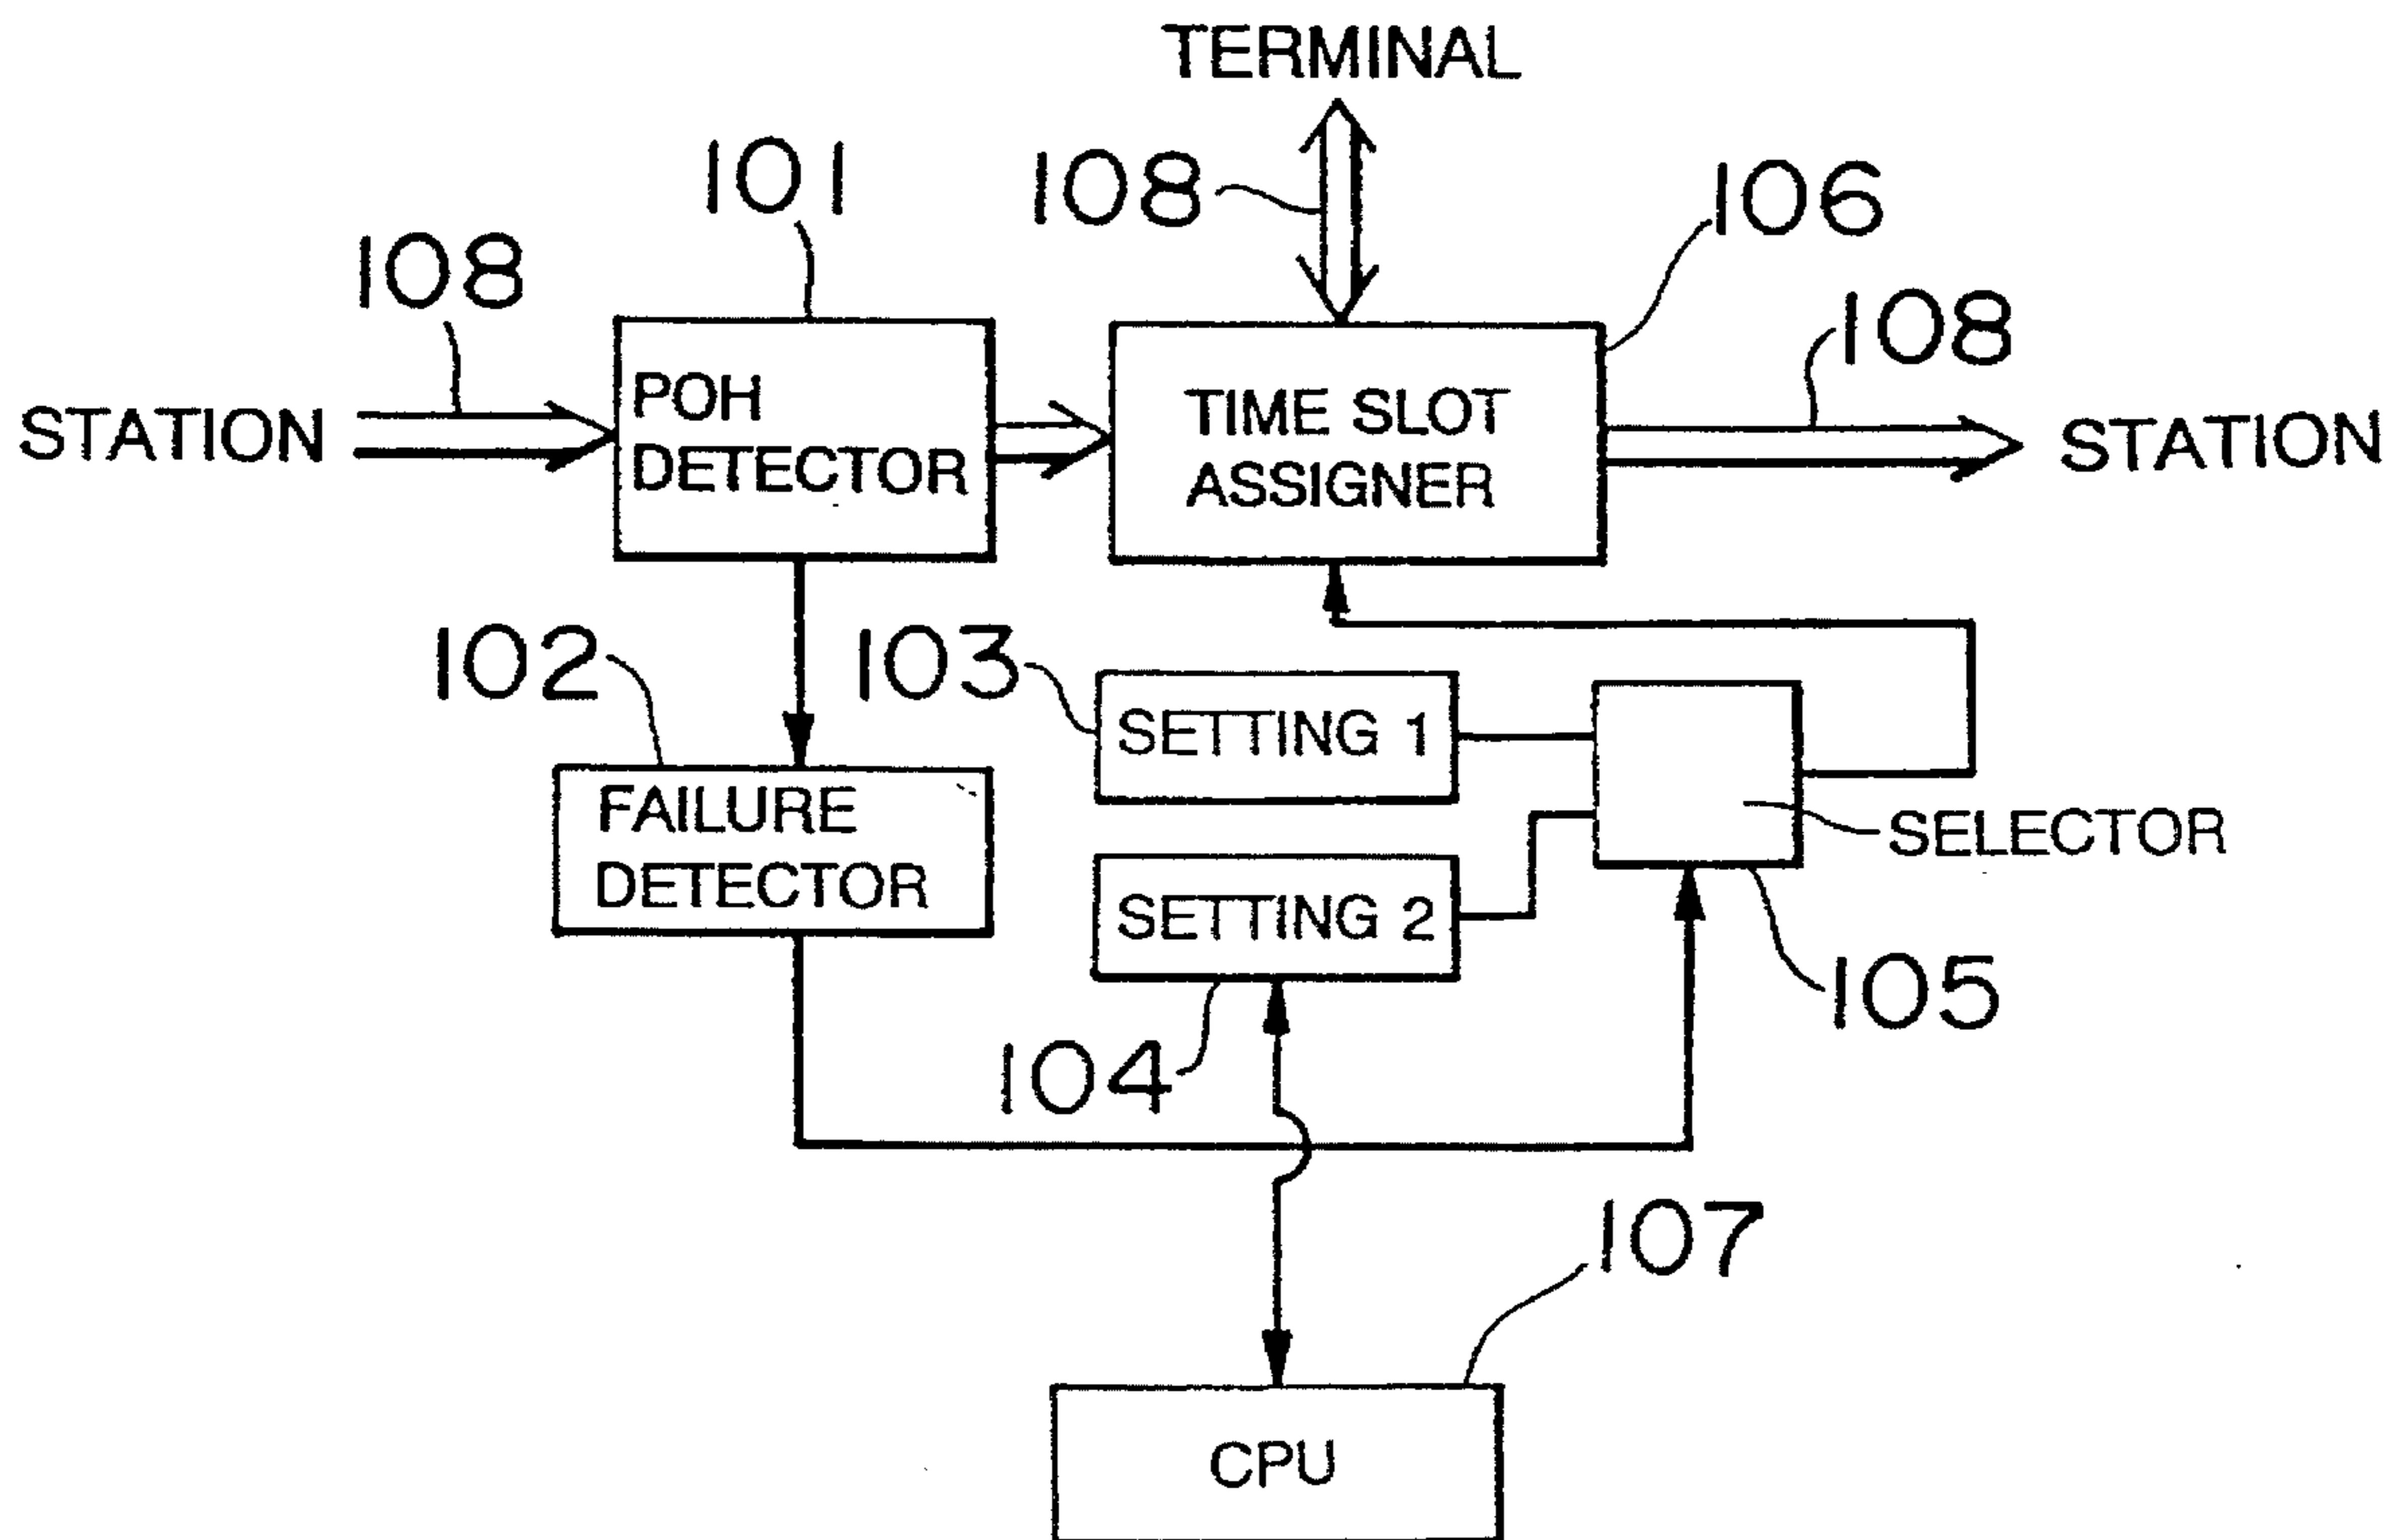 TERMINAL
101
108
106
108
108
STATION
POH
DETECTOR
TIME SLOT
ASSIGNER
STATION
102
103
SETTING 1
FAILURE
DETECTOR
SELECTOR
SETTING 2
105
104
107
CPU